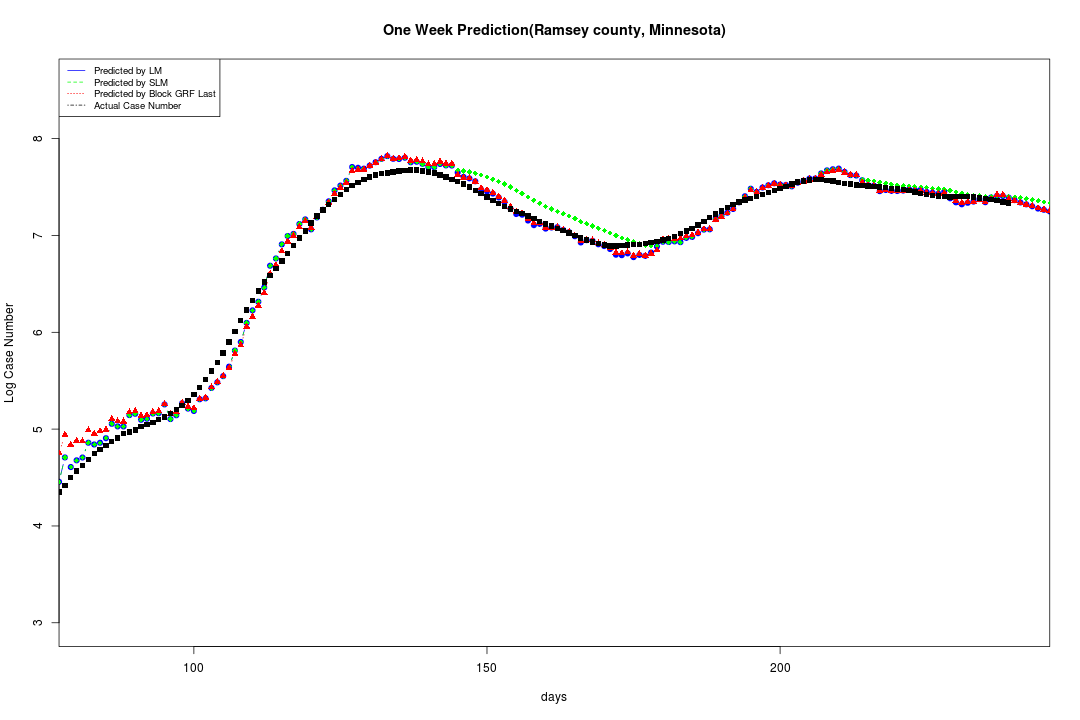 One Week Prediction(Ramsey county, Minnesota)
Predicted by LM
Predicted by SLM
Predicted by Block GRF Last
Actual Case Number
8
7
6
5
4
3
Log Case Number
100 150 200
days